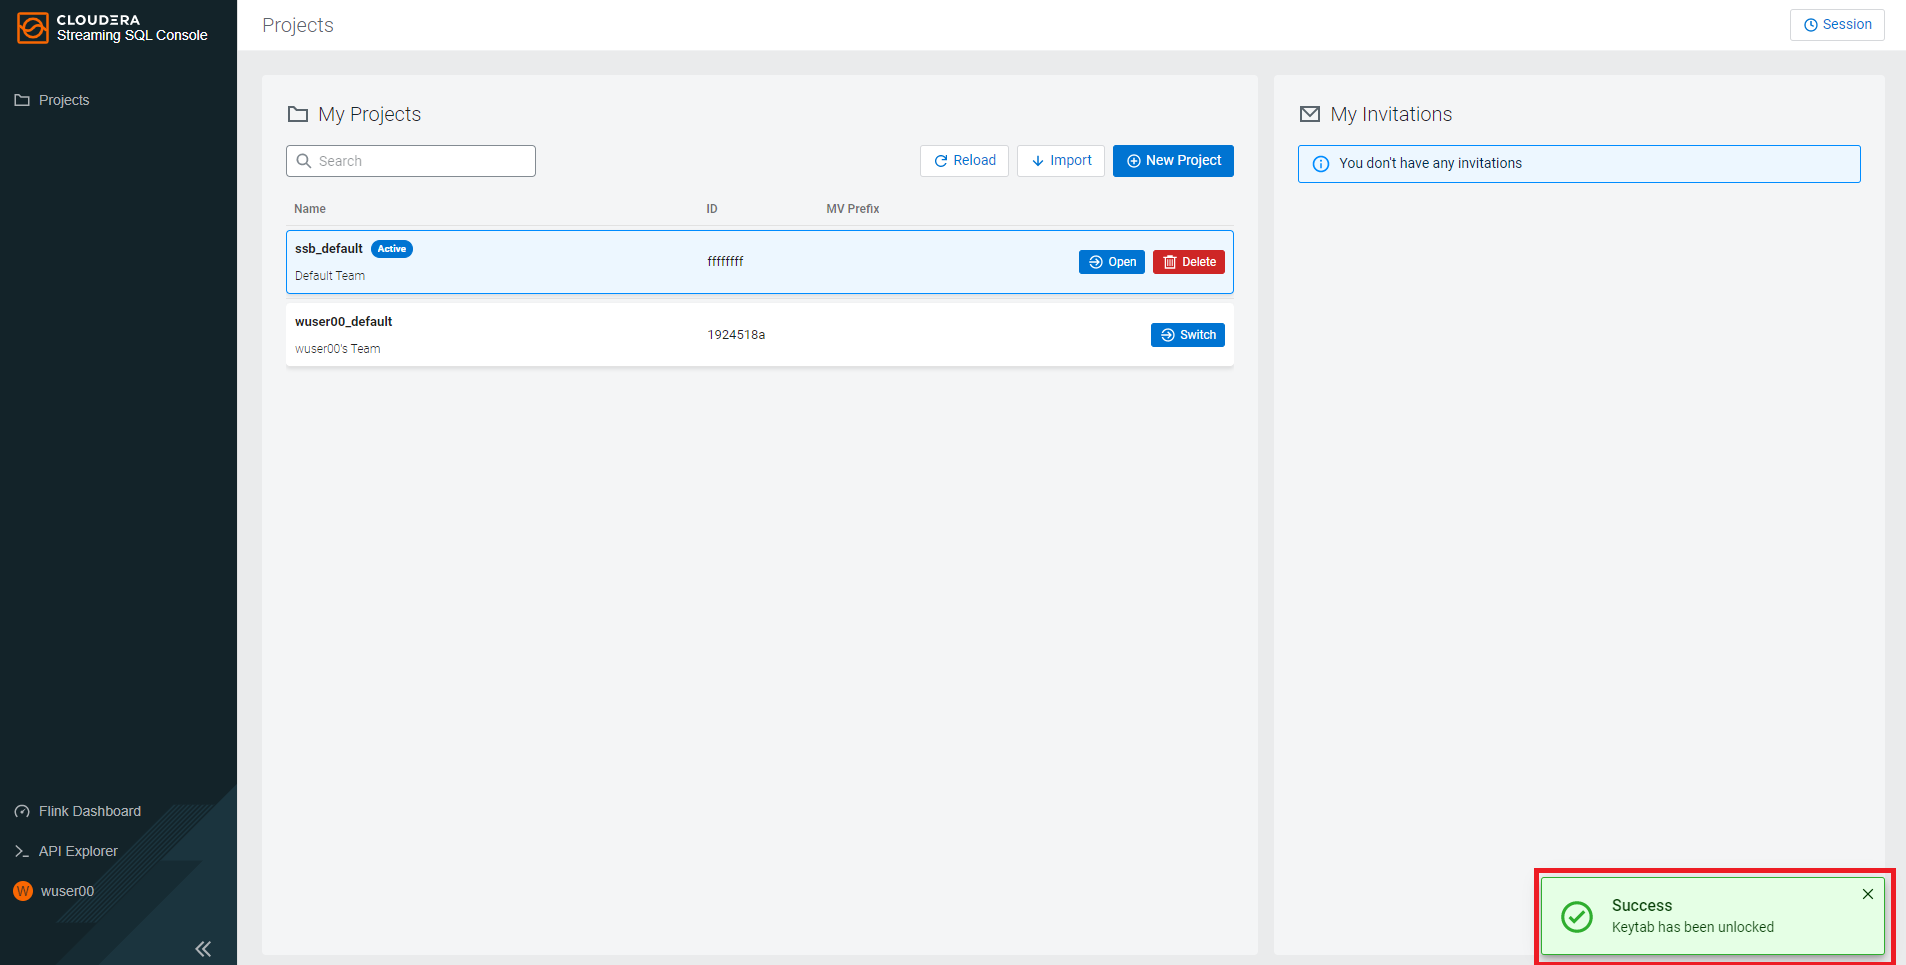 CLOUDERA
Streaming SQL Console
Projects
Flink Dashboard
API Explorer
W wuser00
Projects
Session
My Projects
Search
Reload
Import
New Project
Name ID MV Prefix
ssb_default Active
Default Team
ffffffff
Open Delete
wuser00_default
wuser00's Team
1924518a
Switch
My Invitations
You don't have any invitations
Success
Keytab has been unlocked